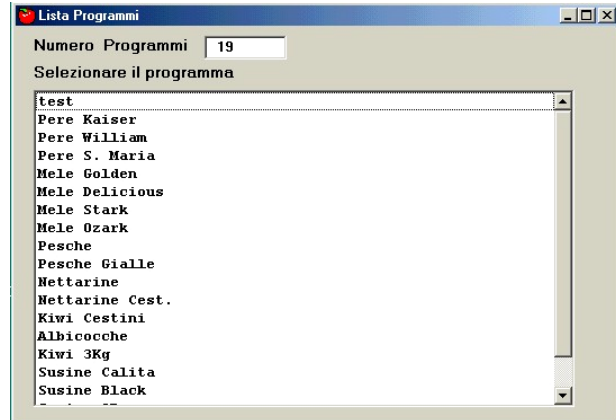 Lista Programmi
Numero Programmi 19
Selezionare il programma
test
Pere Kaiser
Pere William
Pere S. Maria
Mele Golden
Mele Delicious
Mele Stark
Mele Ozark
Pesche
Pesche Gialle
Nettarine
Nettarine Cest.
Kiwi Cestini
Albicocche
Kiwi 3Kg
Susine Calita
Susine Black